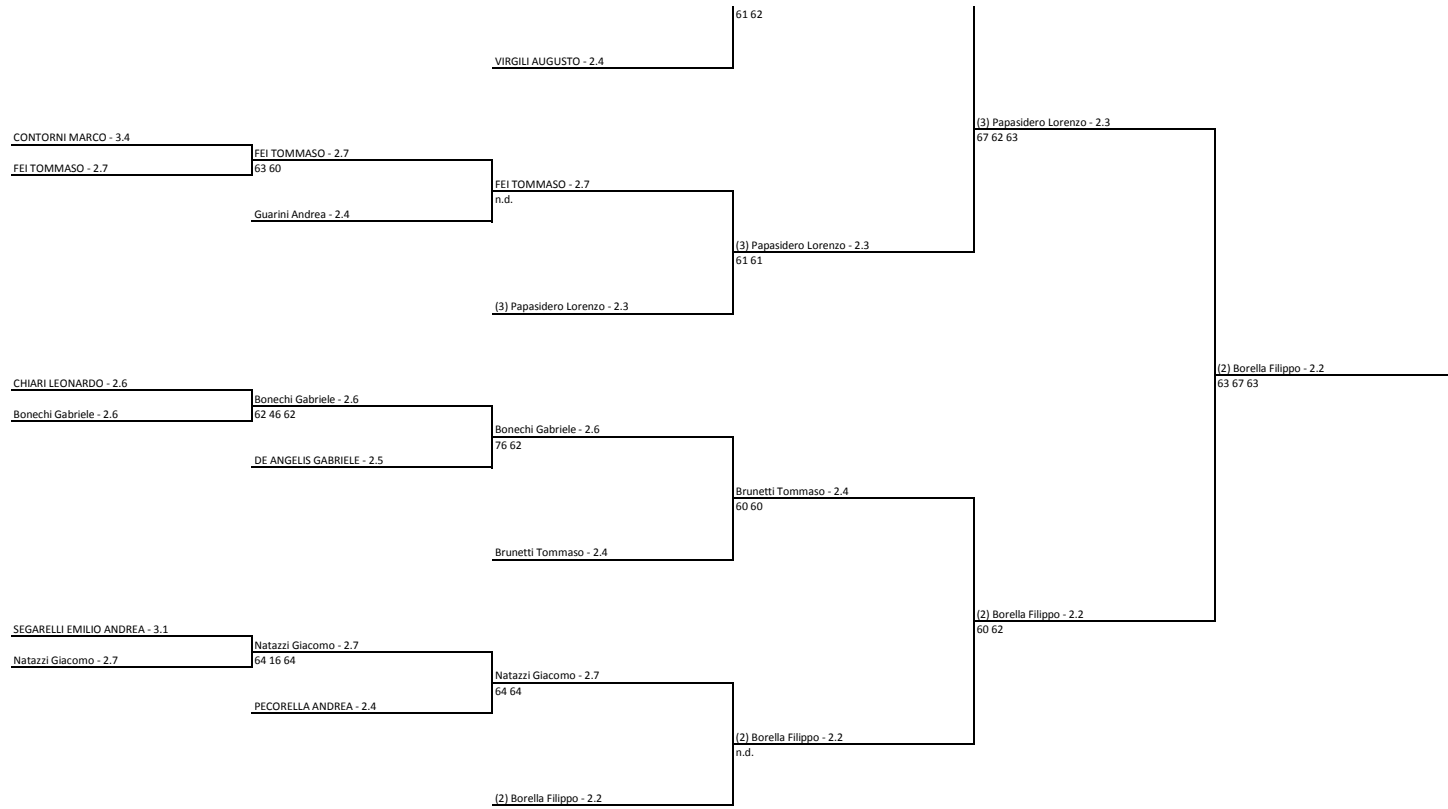 61 62
VIRGILI AUGUSTO - 2.4
(3) Papasidero Lorenzo - 2.3
67 62 63
CONTORNI MARCO - 3.4
FEI TOMMASO - 2.7
63 60
FEI TOMMASO - 2.7
FEI TOMMASO - 2.7
n.d.
Guarini Andrea - 2.4
(3) Papasidero Lorenzo - 2.3
61 61
(3) Papasidero Lorenzo - 2.3
(2) Borella Filippo - 2.2
63 67 63
CHIARI LEONARDO - 2.6
Bonechi Gabriele - 2.6
62 46 62
Bonechi Gabriele - 2.6
Bonechi Gabriele - 2.6
76 62
DE ANGELIS GABRIELE - 2.5
Brunetti Tommaso - 2.4
60 60
Brunetti Tommaso - 2.4
(2) Borella Filippo - 2.2
60 62
SEGARELLI EMILIO ANDREA - 3.1
Natazzi Giacomo - 2.7
64 16 64
Natazzi Giacomo - 2.7
Natazzi Giacomo - 2.7
64 64
PECORELLA ANDREA - 2.4
(2) Borella Filippo - 2.2
n.d.
(2) Borella Filippo - 2.2